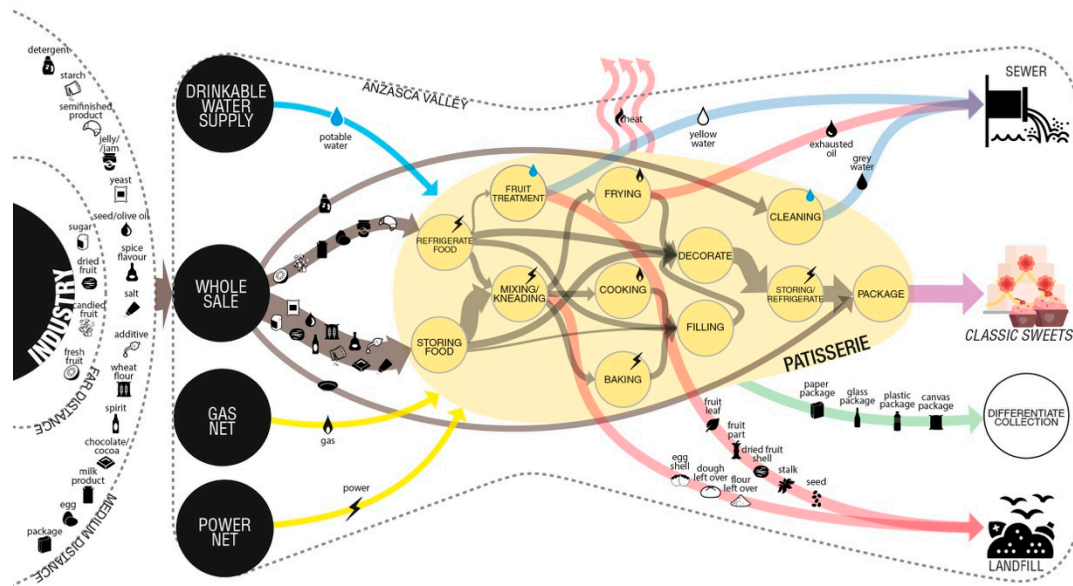 detergent
starch
semifinished
product
jelly/
jam
yeast
seed/olive oil
sugar
spice
flavour
dried
fruit
salt
candied
fruit
additive
fresh
fruit
wheat
flour
spirit
chocolate/
cocoa
milk
product
egg
package
INDUSTRY
FAR DISTANCE
MEDIUM DISTANCE
DRINKABLE
WATER
SUPPLY
WHOLE
SALE
GAS
NET
POWER
NET
ANZASCA VALLEY
potable
water
gas
power
heat
yellow
water
exhausted
oil
grey
water
FRUIT
TREATMENT
FRYING
CLEANING
REFRIGERATE
FOOD
MIXING/
KNEADING
COOKING
DECORATE
STORING/
REFRIGERATE
PACKAGE
STORING
FOOD
FILLING
BAKING
PATISSERIE
fruit
leaf
fruit
part
dried fruit
shell
stalk
seed
egg
shell
dough
left over
flour
left over
paper
package
glass
package
plastic
package
canvas
package
SEWER
CLASSIC SWEETS
DIFFERENTIATE
COLLECTION
LANDFILL